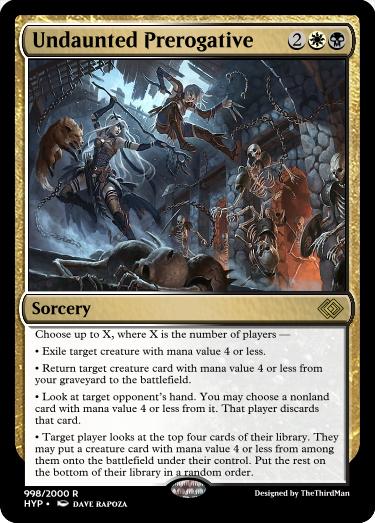 Undaunted Prerogative 2
Sorcery
Choose up to X, where X is the number of players —
• Exile target creature with mana value 4 or less.
• Return target creature card with mana value 4 or less from
your graveyard to the battlefield.
• Look at target opponent's hand. You may choose a nonland
card with mana value 4 or less from it. That player discards
that card.
• Target player looks at the top four cards of their library. They
may put a creature card with mana value 4 or less from among
them onto the battlefield under their control. Put the rest on
the bottom of their library in a random order.
998/2000 R
HYP • DAVE RAPOZA
Designed by TheThirdMan